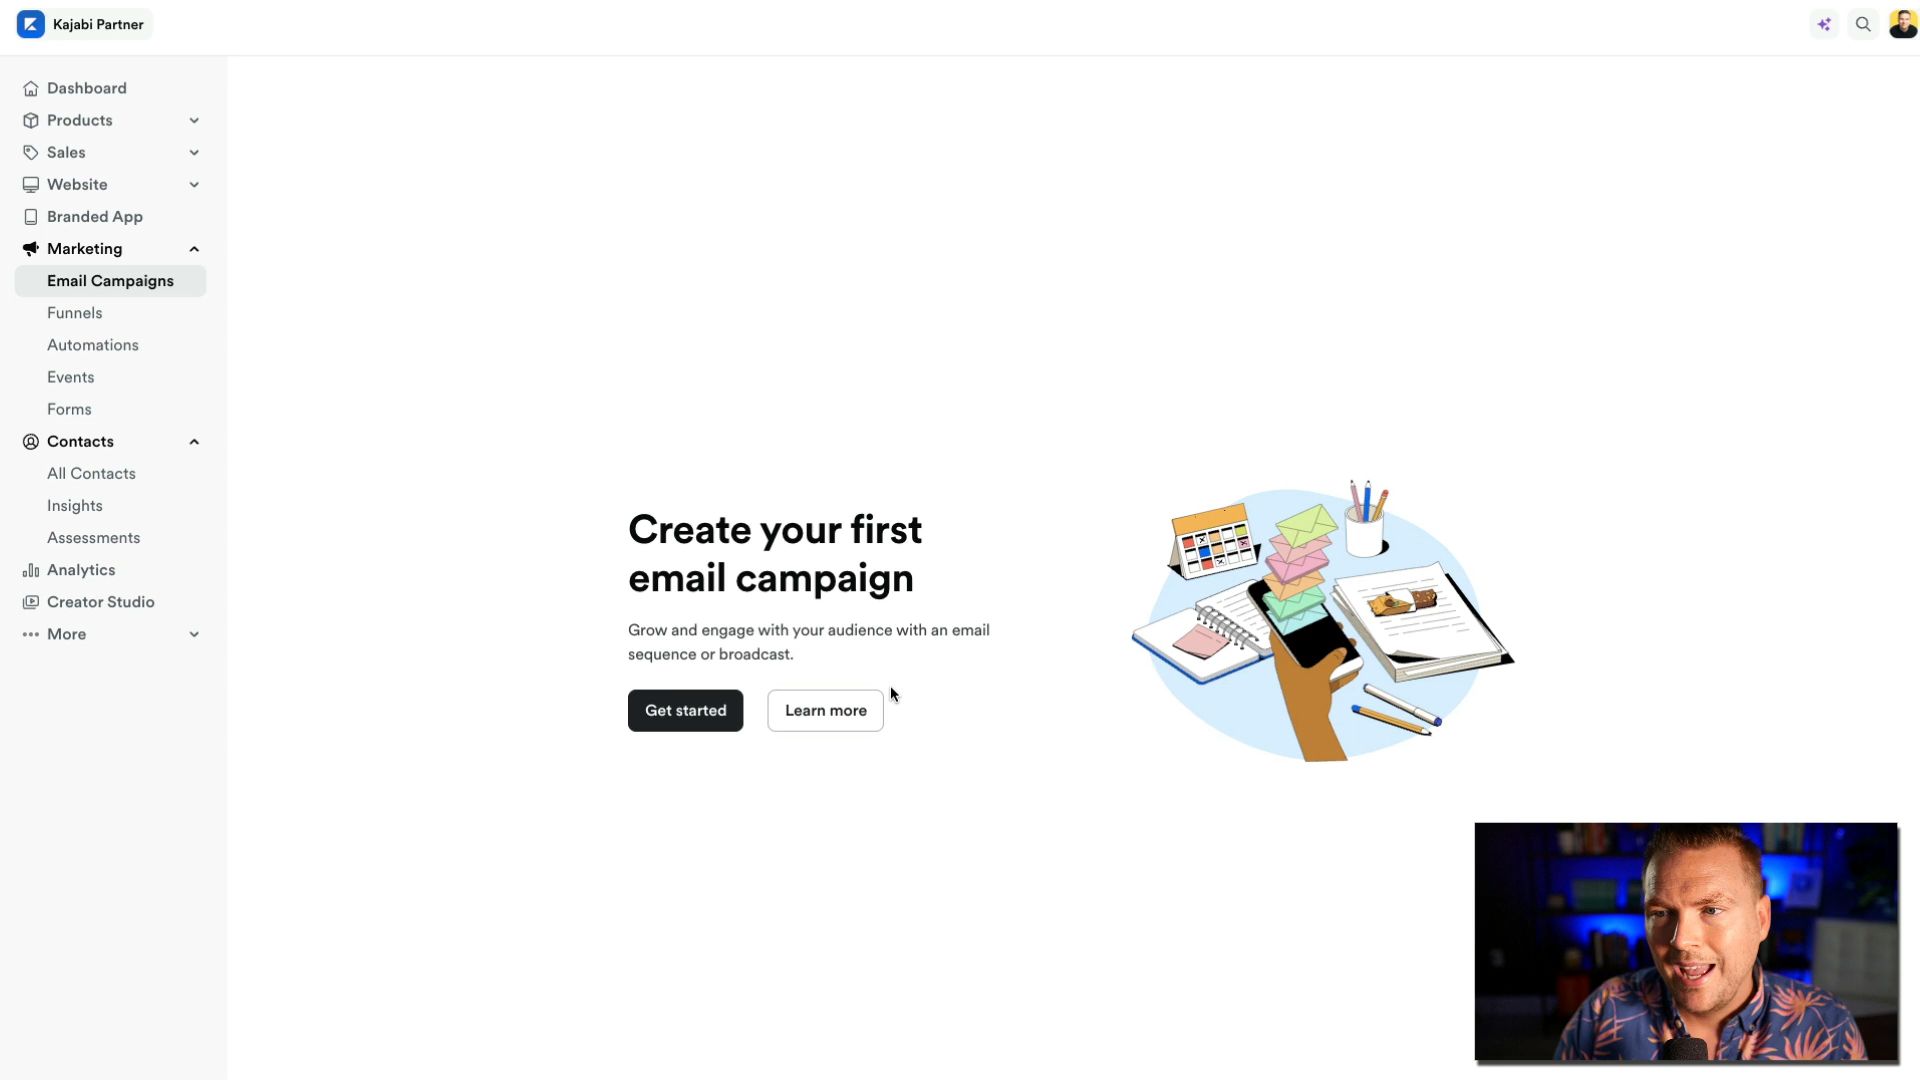 Kajabi Partner
Dashboard
Products
Sales
Website
Branded App
Marketing
Email Campaigns
Funnels
Automations
Events
Forms
Contacts
All Contacts
Insights
Assessments
Analytics
Creator Studio
More
Create your first
email campaign
Grow and engage with your audience with an email
sequence or broadcast.
Get started
Learn more